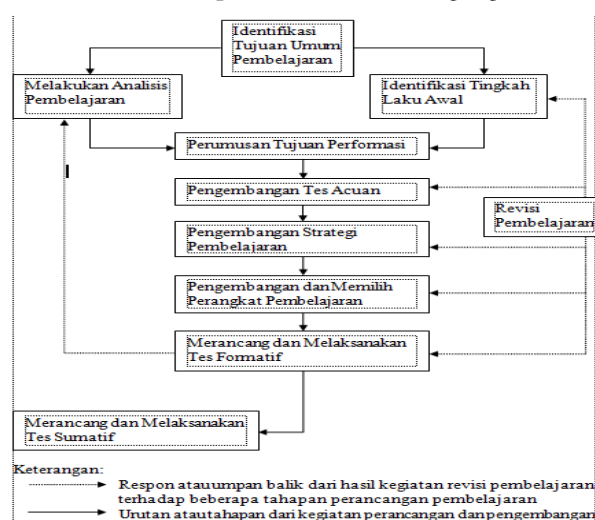 Identifikasi
Tujuan Umum
Pembelajaran
Melakukan Analisis
Pembelajaran
Identifikasi Tingkah
Laku Awal
Perumusan Tujuan Performasi
Pengembangan Tes Acuan
Revisi
Pembelajaran
Pengembangan Strategi
Pembelajaran
Pengembangan dan Memilih
Perangkat Pembelajaran
Merancang dan Melaksanakan
Tes Formatif
Merancang dan Melaksanakan
Tes Sumatif
Keterangan:
Respon atauumpan balik dari hasil kegiatan revisi pembelajaran
terhadap beberapa tahapan perancangan pembelajaran
Urutan atautahapan dari kegiatan perancangan danpengembangan